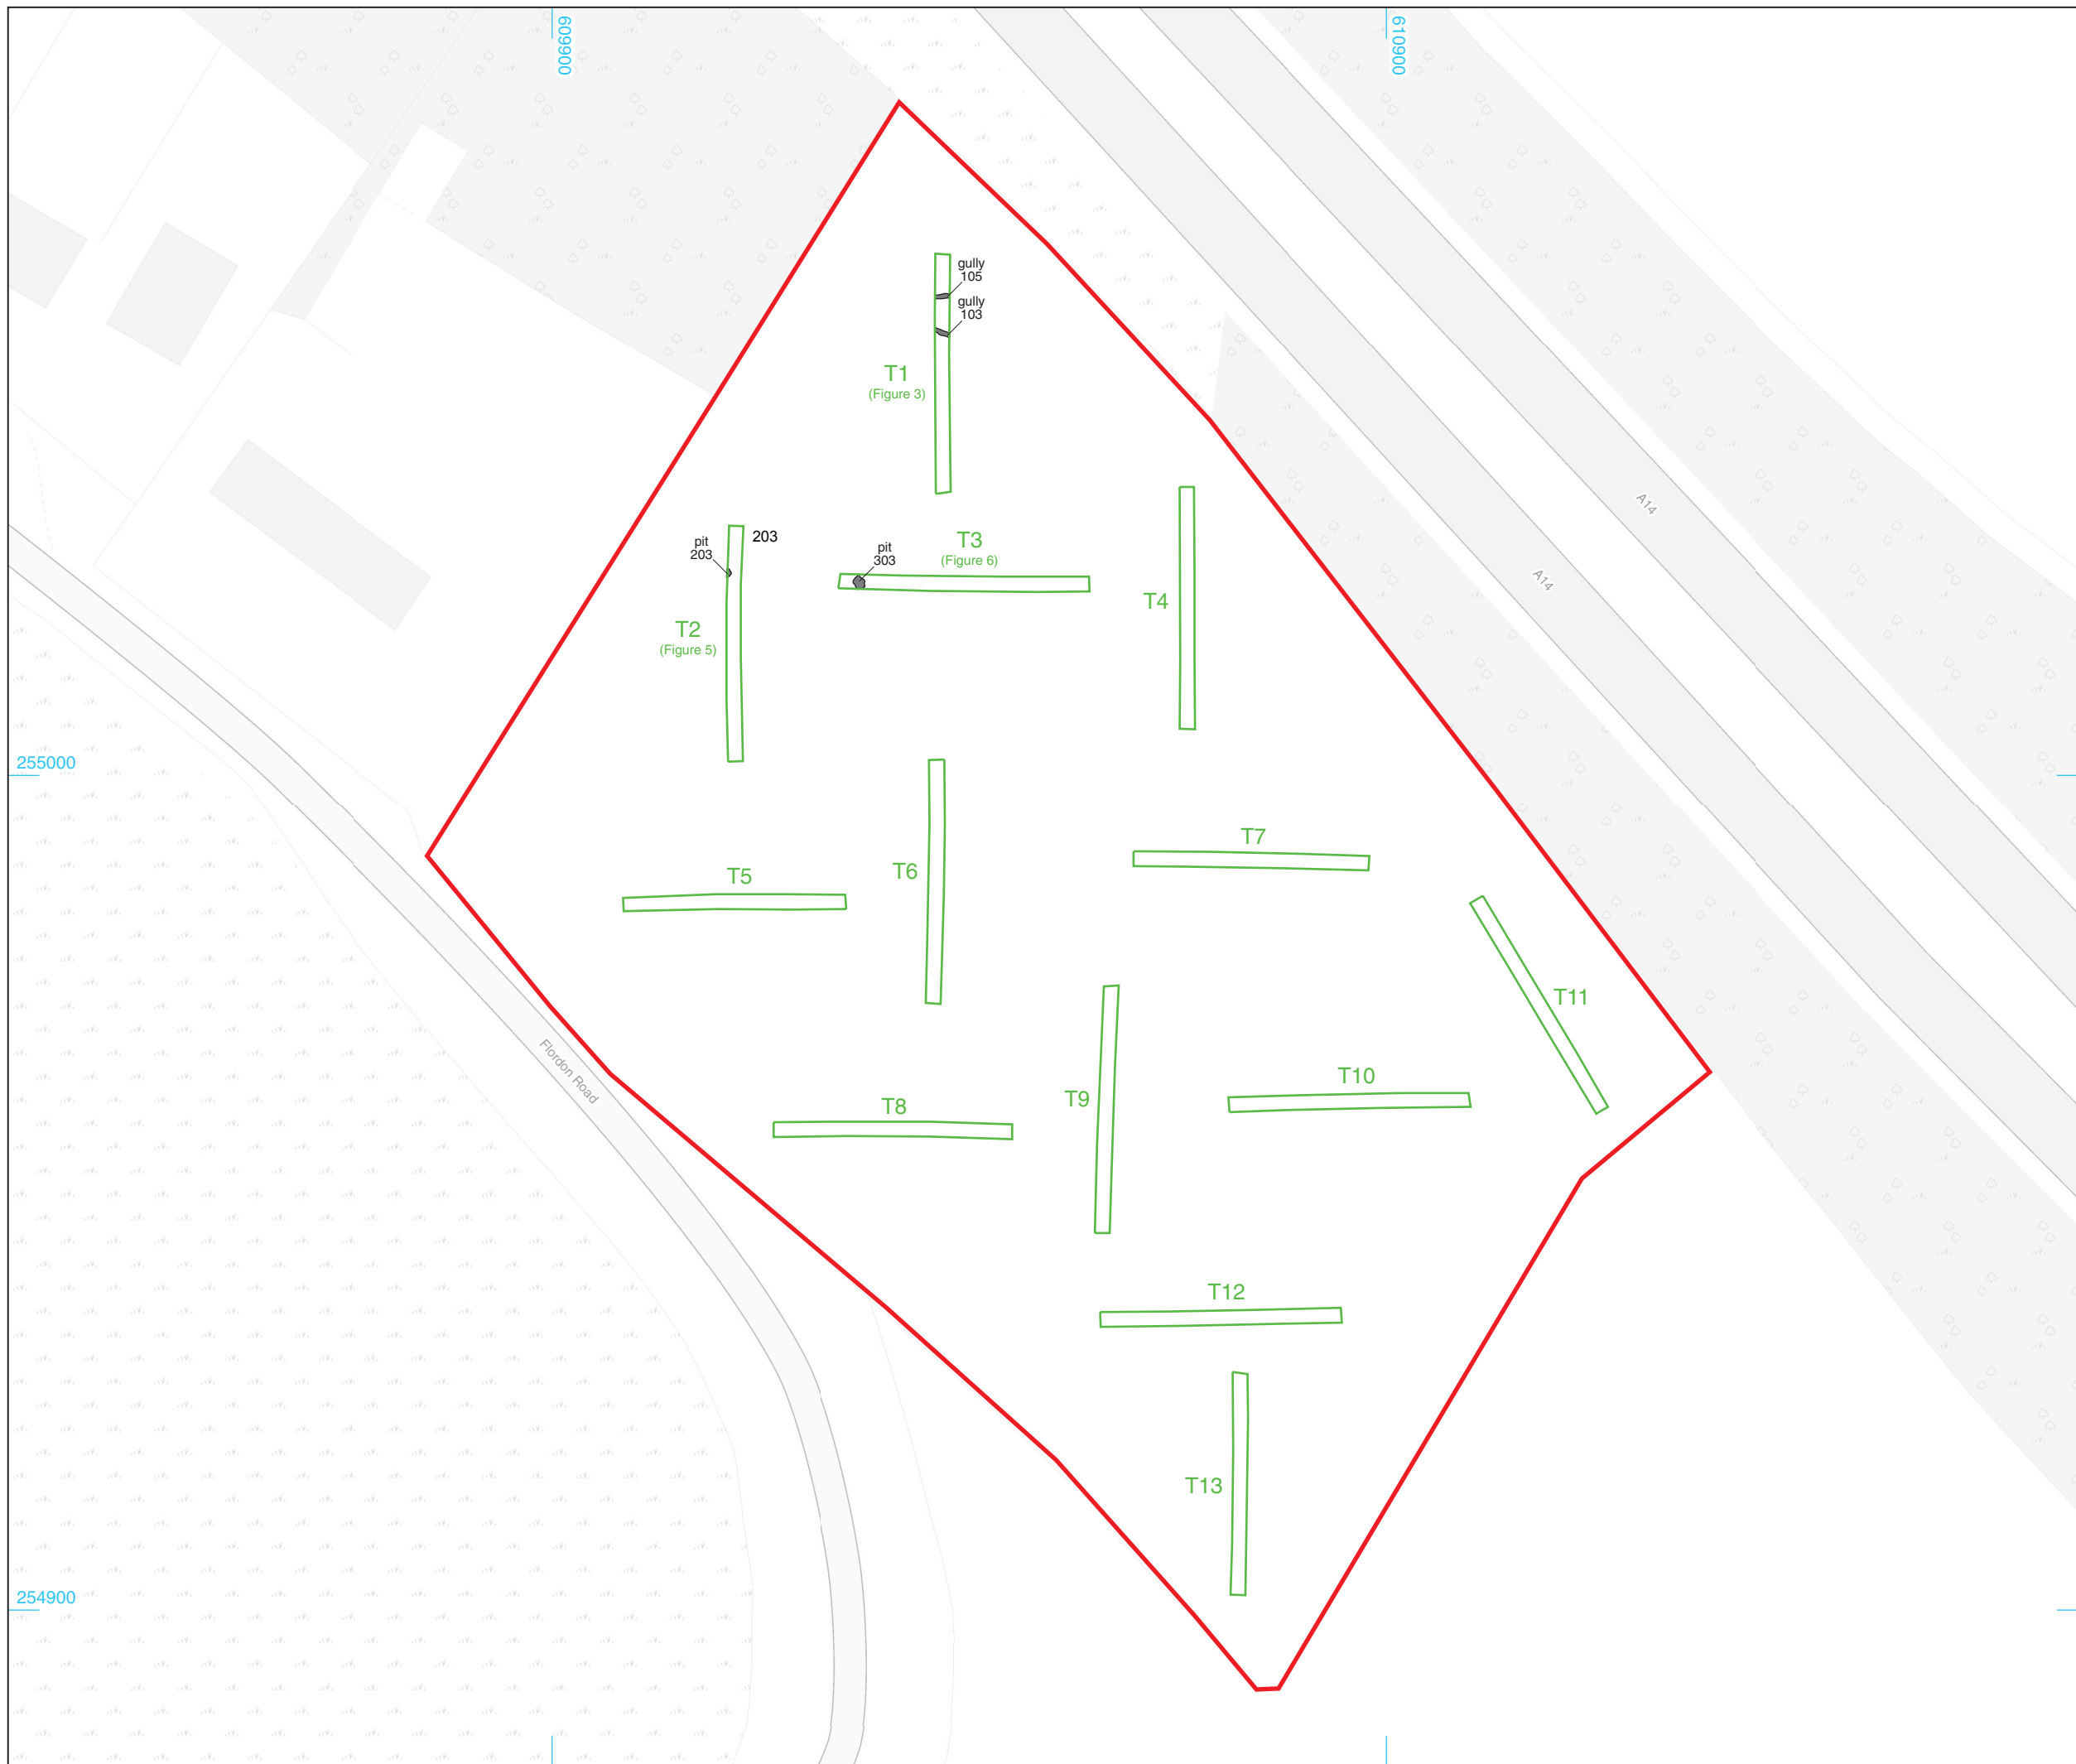 609900
610900
gully
105
gully
103
T1
(Figure 3)
A14
pit
203
203
pit
303
T3
(Figure 6)
A14
T4
T2
(Figure 5)
255000
T7
T5
T6
T11
Flordon Road
T10
T9
T8
T12
T13
254900